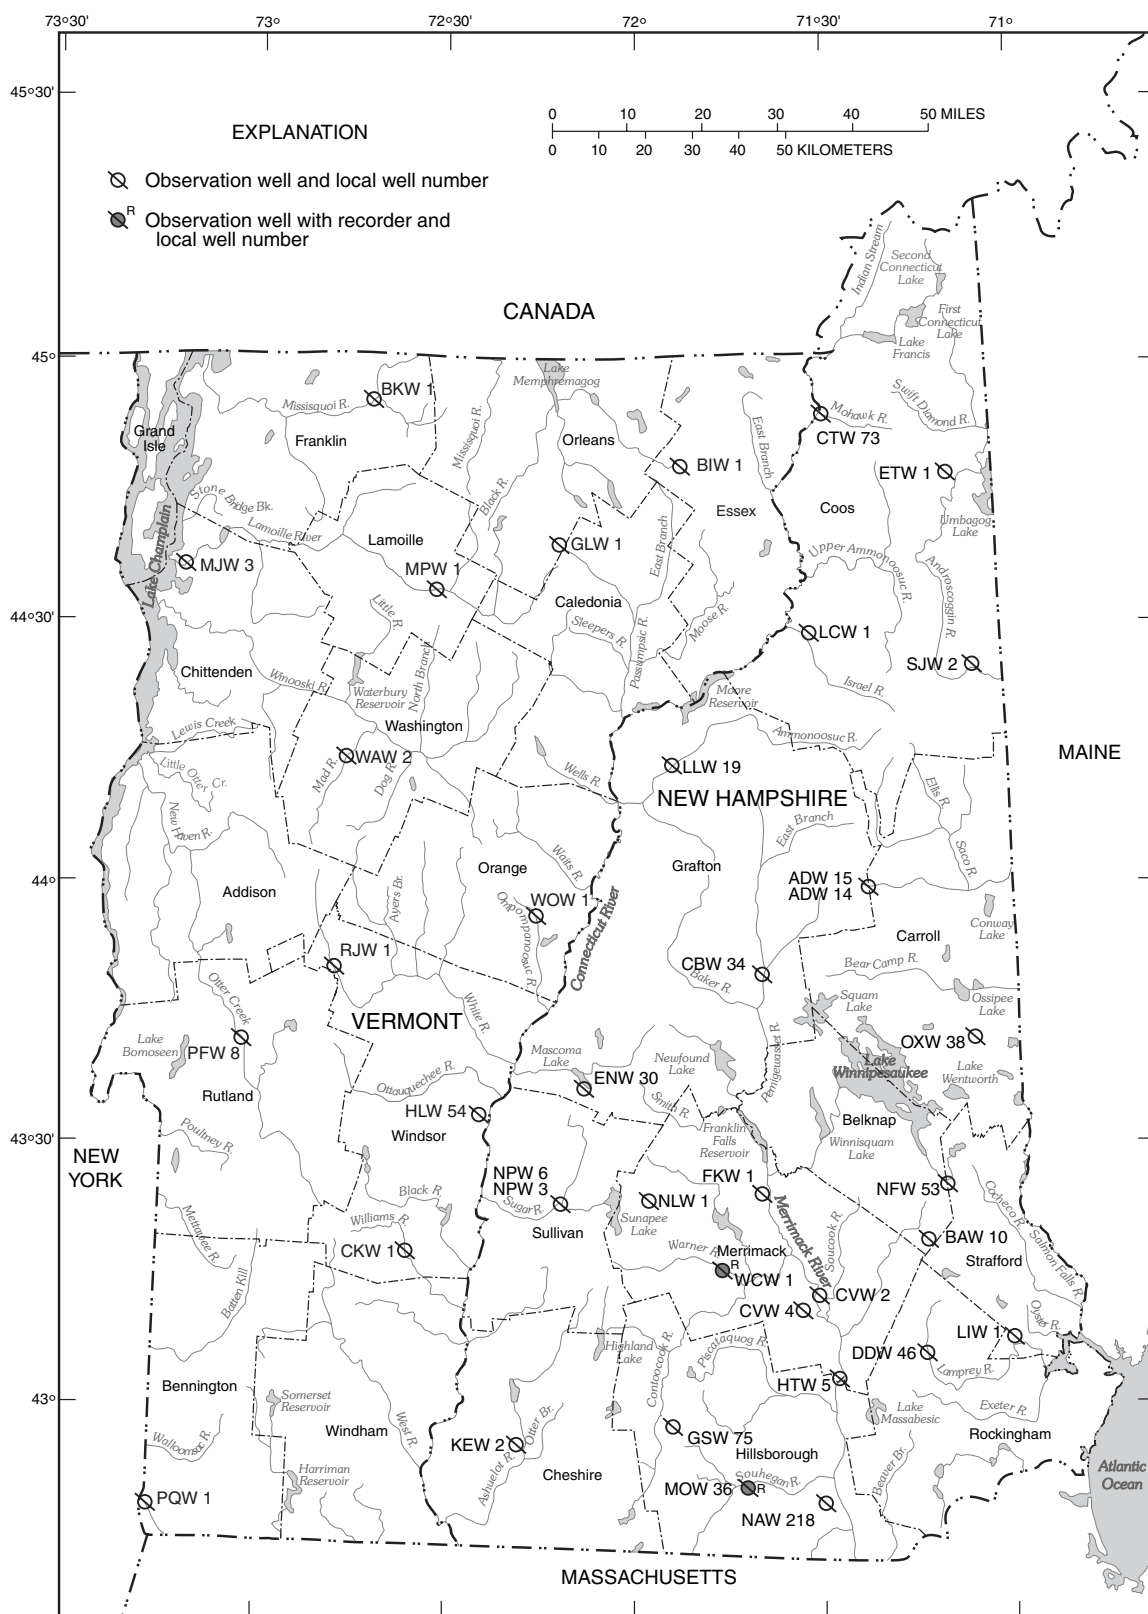 73°30'
73°
72°30'
72°
71°30'
71°
45°30'
0 10 20 30 40 50 MILES
0 10 20 30 40 50 KILOMETERS
EXPLANATION
Observation well and local well number
R Observation well with recorder and
local well number
CANADA
Indian Stream
Second
Connecticut
Lake
First
Connecticut
Lake
Lake
Francis
45°
Lake
Memphremagog
BKW 1
Missisquoi R.
Grand
Isle
Franklin
Missisquoi R.
Orleans
East Branch
Mohawk R.
Swift Diamond R.
CTW 73
BIW 1
ETW 1
Stone Bridge Bk.
Black R.
Essex
Coos
Umbagog
Lake
Lamoille River
Lamoille
GLW 1
East Branch
Upper Ammonoosuc R.
Androscoggin R.
Lake Champlain
MJW 3
MPW 1
Caledonia
44°30'
Little R.
Sleepers R.
Moose R.
LCW 1
Passumpsic R.
SJW 2
Chittenden
Winooski R.
Waterbury
Reservoir
North Branch
Moore
Reservoir
Israel R.
Lewis Creek
Washington
Ammonoosuc R.
MAINE
WAW 2
Little Otter Cr.
Mad R.
Dog R.
Wells R.
LLW 19
NEW HAMPSHIRE
Ellis R.
New Haven R.
East Branch
Saco R.
Orange
Waits R.
Grafton
44°
Addison
Ayers Br.
ADW 15
ADW 14
WOW 1
Ompompanoosuc R.
Connecticut River
Conway
Lake
Carroll
RJW 1
CBW 34
Baker R.
Bear Camp R.
Otter Creek
White R.
Squam
Lake
Ossipee
Lake
VERMONT
Lake
Bomoseen
PFW 8
Pemigewasset R.
OXW 38
Mascoma
Lake
Newfound
Lake
Lake
Winnipesaukee
Lake
Wentworth
ENW 30
Ottauquechee R.
Rutland
HLW 54
Smith R.
Belknap
Windsor
43°30'
Poultney R.
Franklin
Falls
Reservoir
Winnisquam
Lake
NEW
YORK
NPW 6
NPW 3
FKW 1
NFW 53
Black R.
Sugar R.
NLW 1
Cocheco R.
Mettawee R.
Williams R.
Sullivan
Sunapee
Lake
Merrimack River
Soucook R.
BAW 10
CKW 1
Warner R.
Merrimack
Strafford
Salmon Falls R.
R
WCW 1
Batten Kill
CVW 2
CVW 4
Oyster R.
LIW 1
Highland
Lake
Contoocook R.
Piscataquog R.
DDW 46
Lamprey R.
HTW 5
Bennington
43°
Somerset
Reservoir
Lake
Massabesic
Exeter R.
Windham
West R.
Otter Br.
GSW 75
Rockingham
Walloomsac R.
KEW 2
Hillsborough
Cheshire
Ashuelot R.
Harriman
Reservoir
Souhegan R.
Beaver Br.
Atlantic
Ocean
MOW 36
R
PQW 1
NAW 218
MASSACHUSETTS